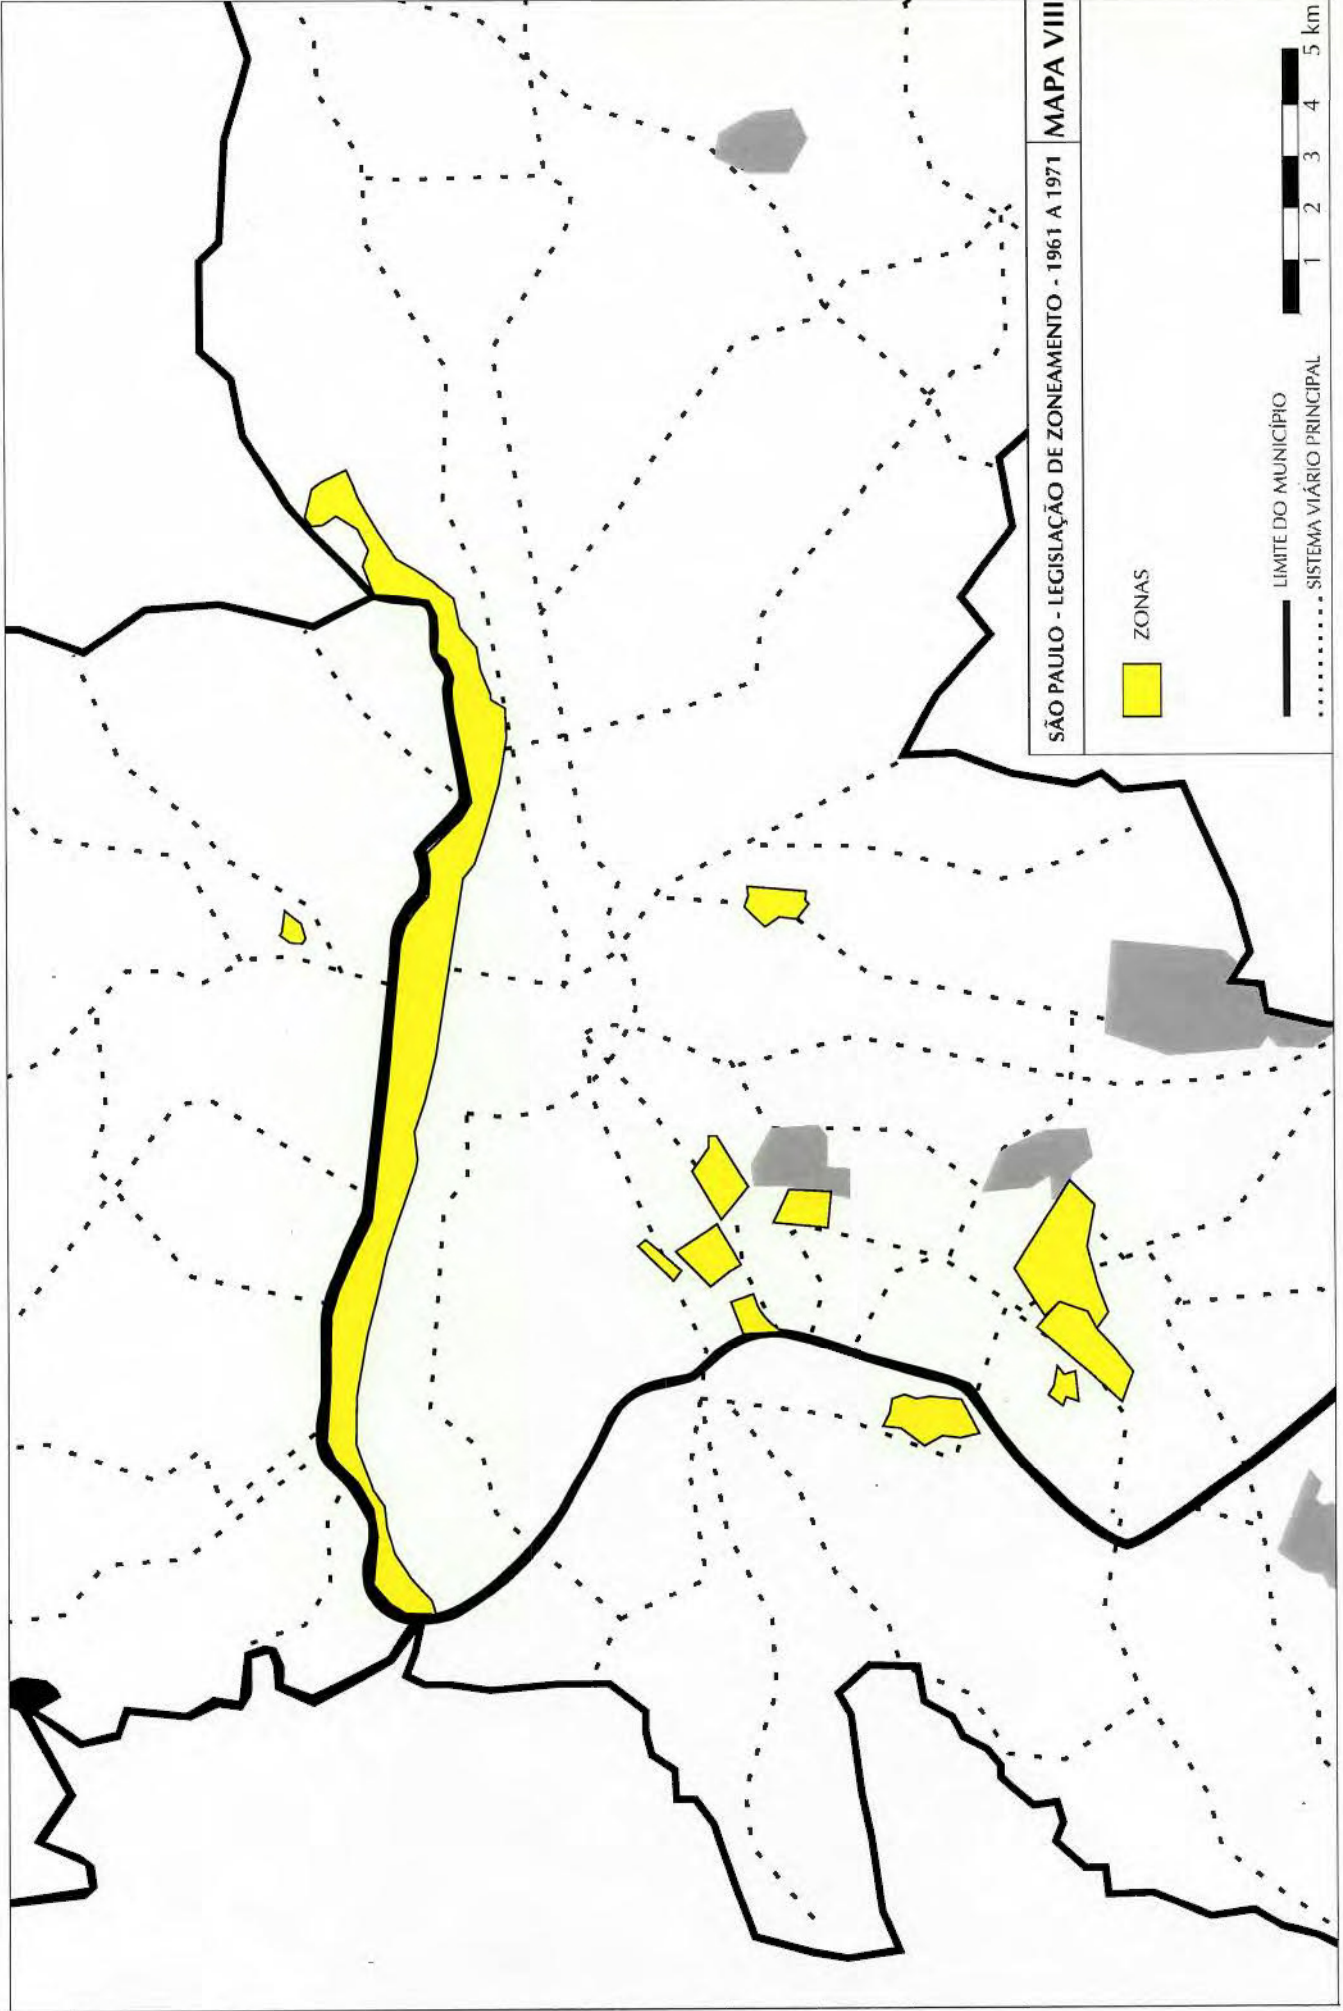 SÃO PAULO - LEGISLAÇÃO DE ZONEAMENTO - 1961 A 1971
MAPA VIII
ZONAS
LIMITE DO MUNICÍPIO
SISTEMA VIÁRIO PRINCIPAL
1 2 3 4 5 km